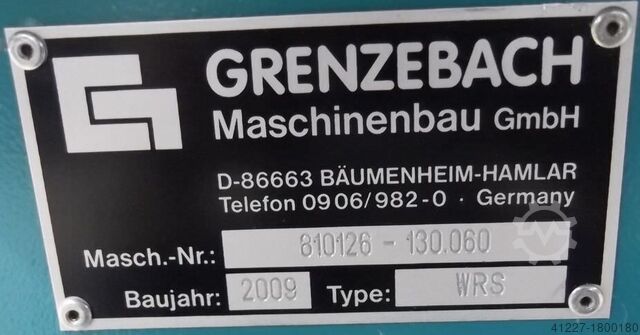 GRENZEBACH
Maschinenbau GmbH
D-86663 BÄUMENHEIM-HAMLAR
Telefon 0906/982-0 · Germany
Masch.-Nr.: 810126 - 130.060
Baujahr: 2009 Type: WRS
41227-1800180